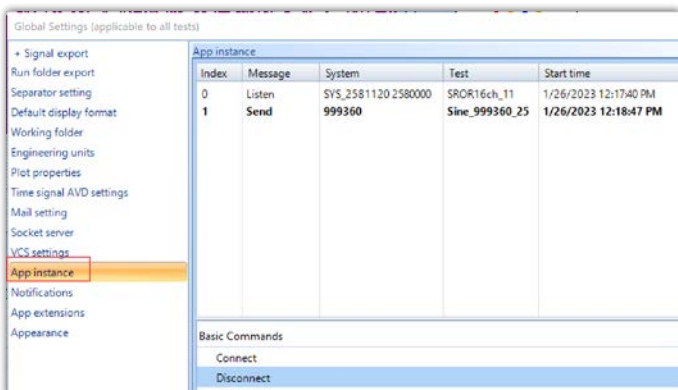 Global Settings (applicable to all tests)
+ Signal export
Run folder export
Separator setting
Default display format
Working folder
Engineering units
Plot properties
Time signal AVD settings
Mail setting
Socket server
VCS settings
App instance
Notifications
App extensions
Appearance
App instance
Index Message System Test Start time
0 Listen SYS_2581120 2580000 SROR16ch_11 1/26/2023 12:17:40 PM
1 Send 999360 Sine_999360_25 1/26/2023 12:18:47 PM
Basic Commands
Connect
Disconnect